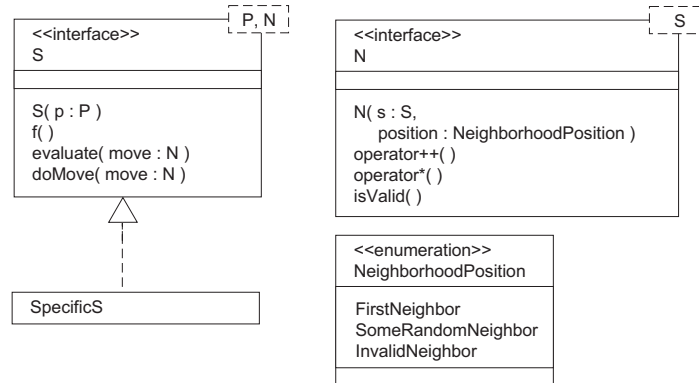 P, N
<<interface>>
S
S( p : P )
f( )
evaluate( move : N )
doMove( move : N )
SpecificS
S
<<interface>>
N
N( s : S,
position : NeighborhoodPosition )
operator++( )
operator*( )
isValid( )
<<enumeration>>
NeighborhoodPosition
FirstNeighbor
SomeRandomNeighbor
InvalidNeighbor